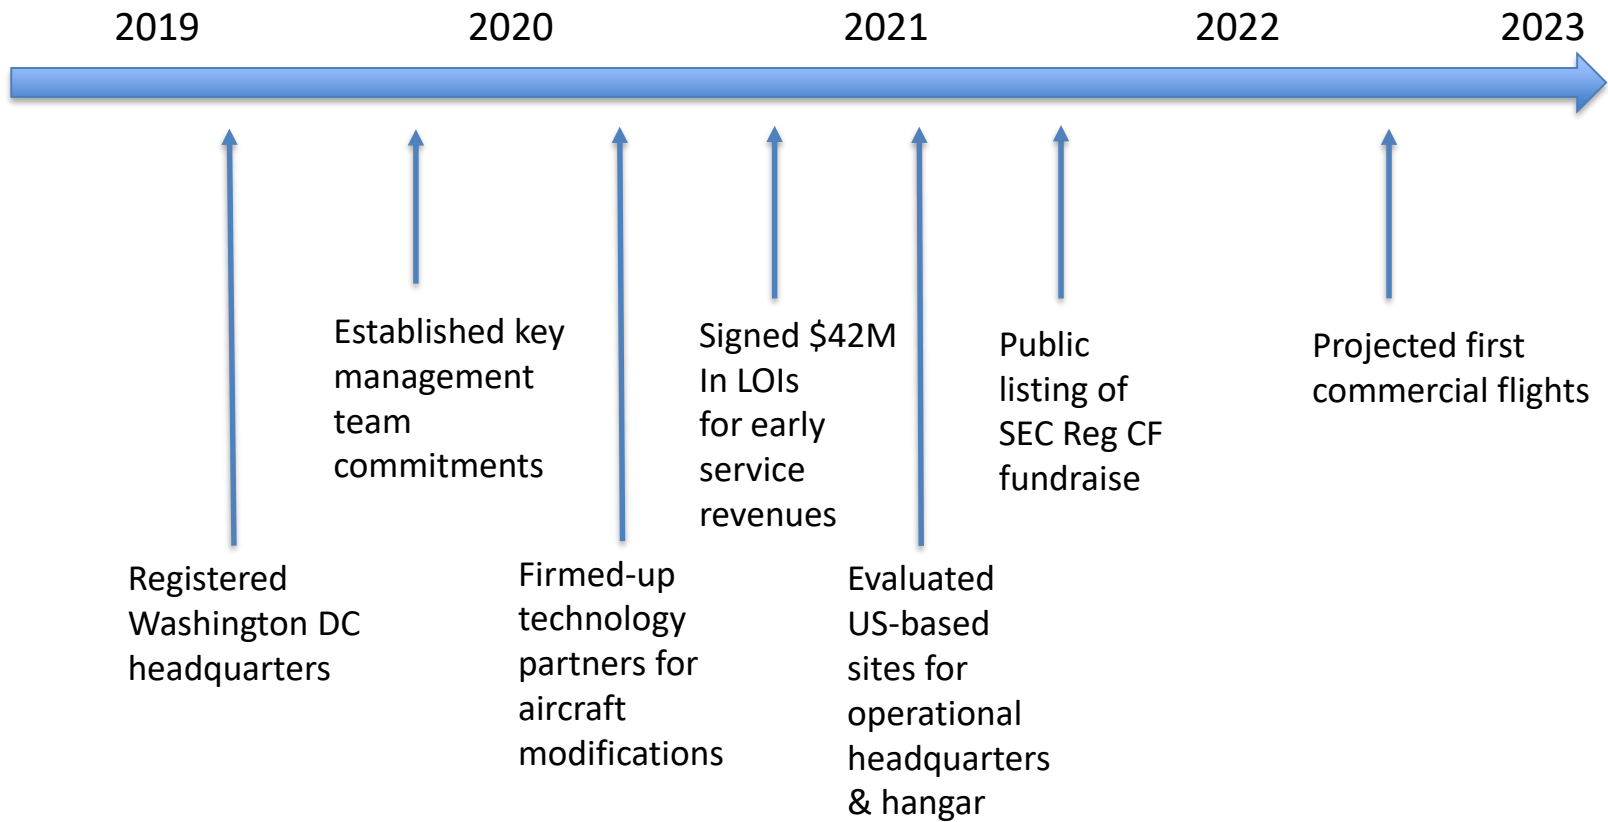 2019
2020
2021
2022
2023
Registered
Washington DC
headquarters
Established key
management
team
commitments
Firmed-up
technology
partners for
aircraft
modifications
Signed $42M
In LOIs
for early
service
revenues
Evaluated
US-based
sites for
operational
headquarters
& hangar
Public
listing of
SEC Reg CF
fundraise
Projected first
commercial flights